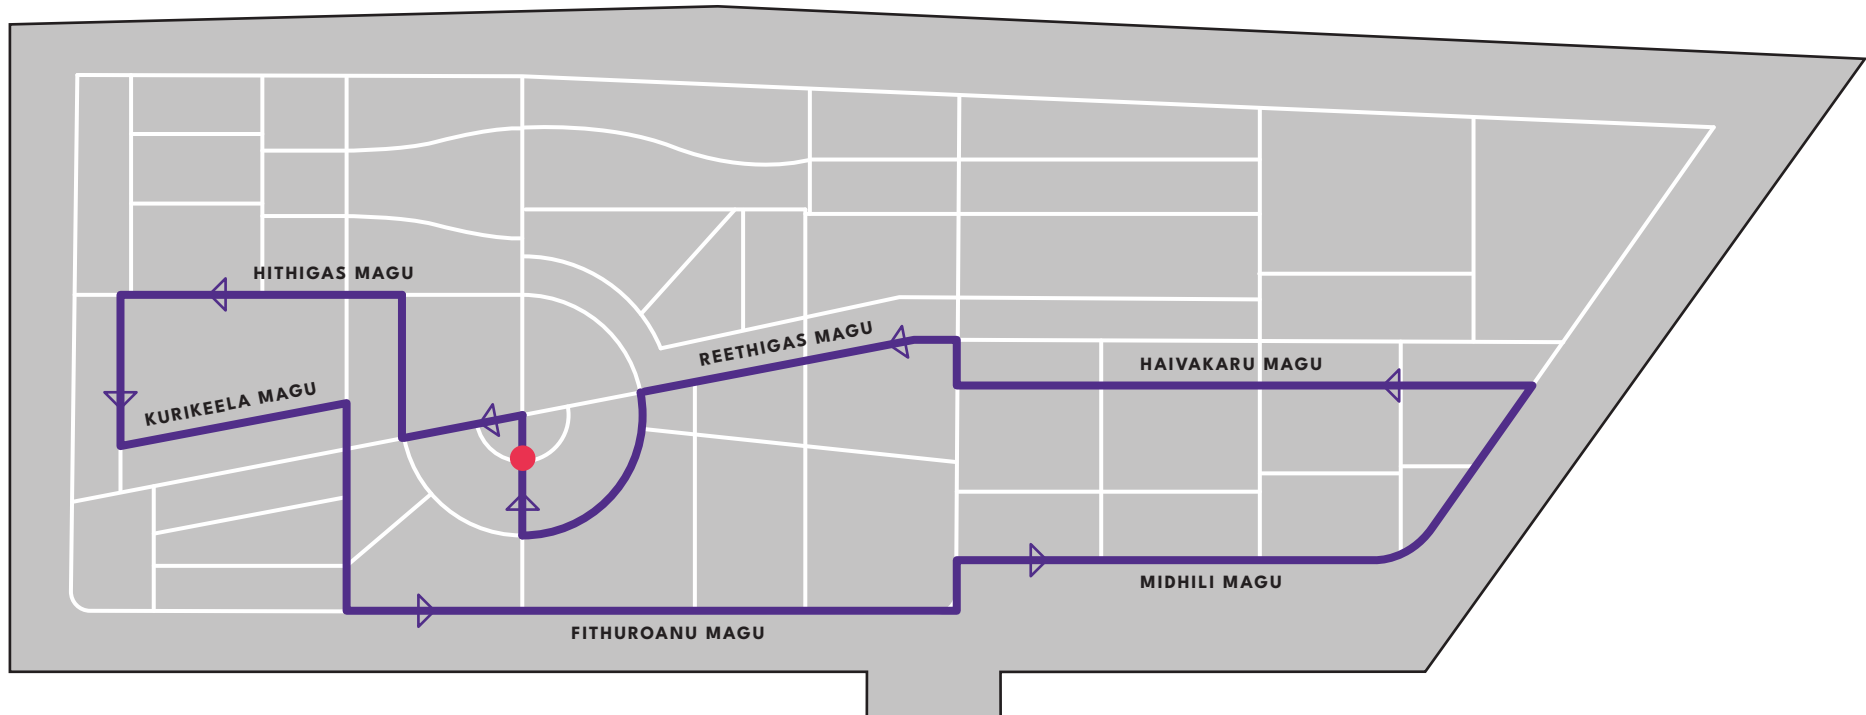 HITHIGAS MAGU
REETHIGAS MAGU
HAIVAKARU MAGU
KURIKEELA MAGU
MIDHILI MAGU
FITHUROANU MAGU